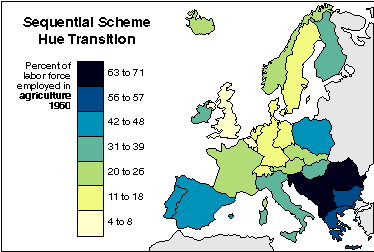 Sequential Scheme
Hue Transition
Percent of
labor force
employed in
agriculture
1960
63 to 71
56 to 57
42 to 48
31 to 39
20 to 26
11 to 18
4 to 8